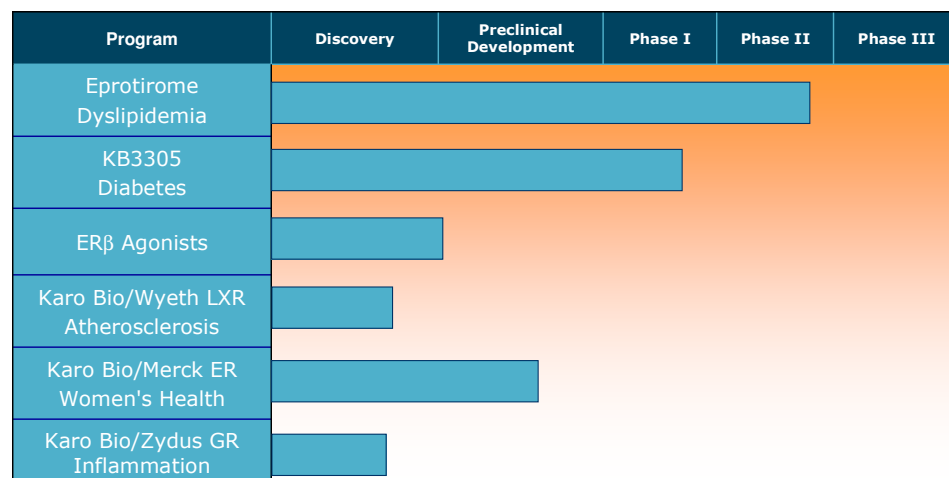 Program
Discovery
Preclinical
Development
Phase I
Phase II
Phase III
Eprotirome
Dyslipidemia
KB3305
Diabetes
ERβ Agonists
Karo Bio/Wyeth LXR
Atherosclerosis
Karo Bio/Merck ER
Women's Health
Karo Bio/Zydus GR
Inflammation